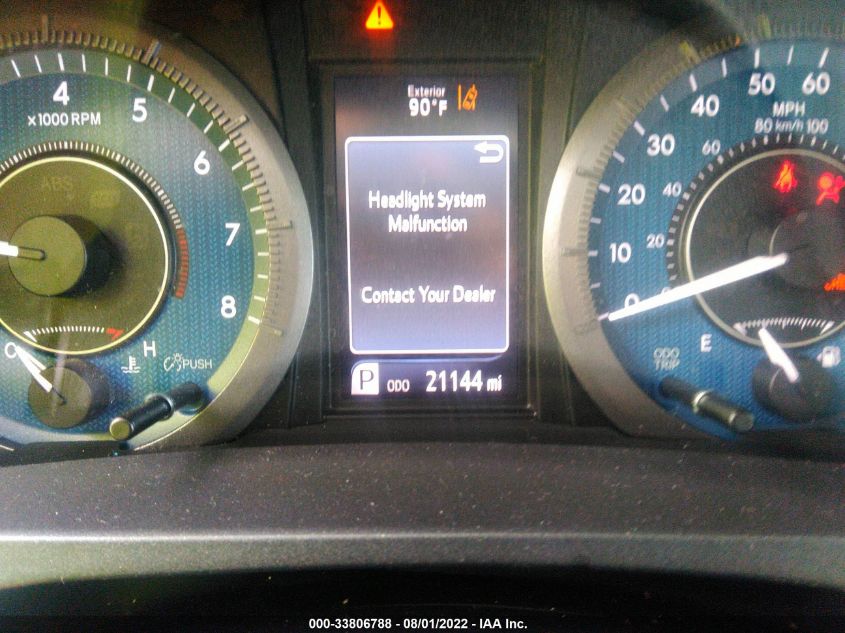 Exterior
90°F
Headlight System
Malfunction
Contact Your Dealer
P ODO 21144 mi
4 5 6 7 8
x1000 RPM
ABS
C H
PUSH
0 10 20 30 40 50 60
MPH
80 km/h 100
60
40
20
ODO
TRIP
E
000-33806788 - 08/01/2022 - IAA Inc.